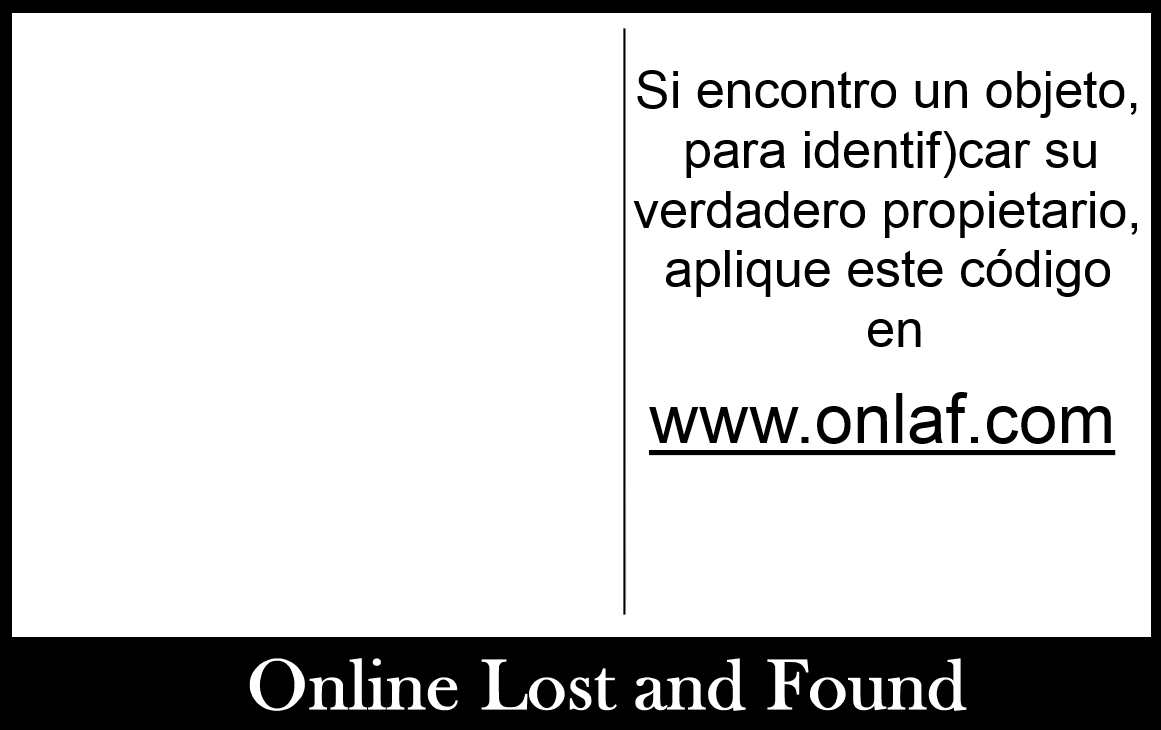 Si encontro un objeto,
para identif)car su
verdadero propietario,
aplique este código
en
www.onlaf.com
Online Lost and Found